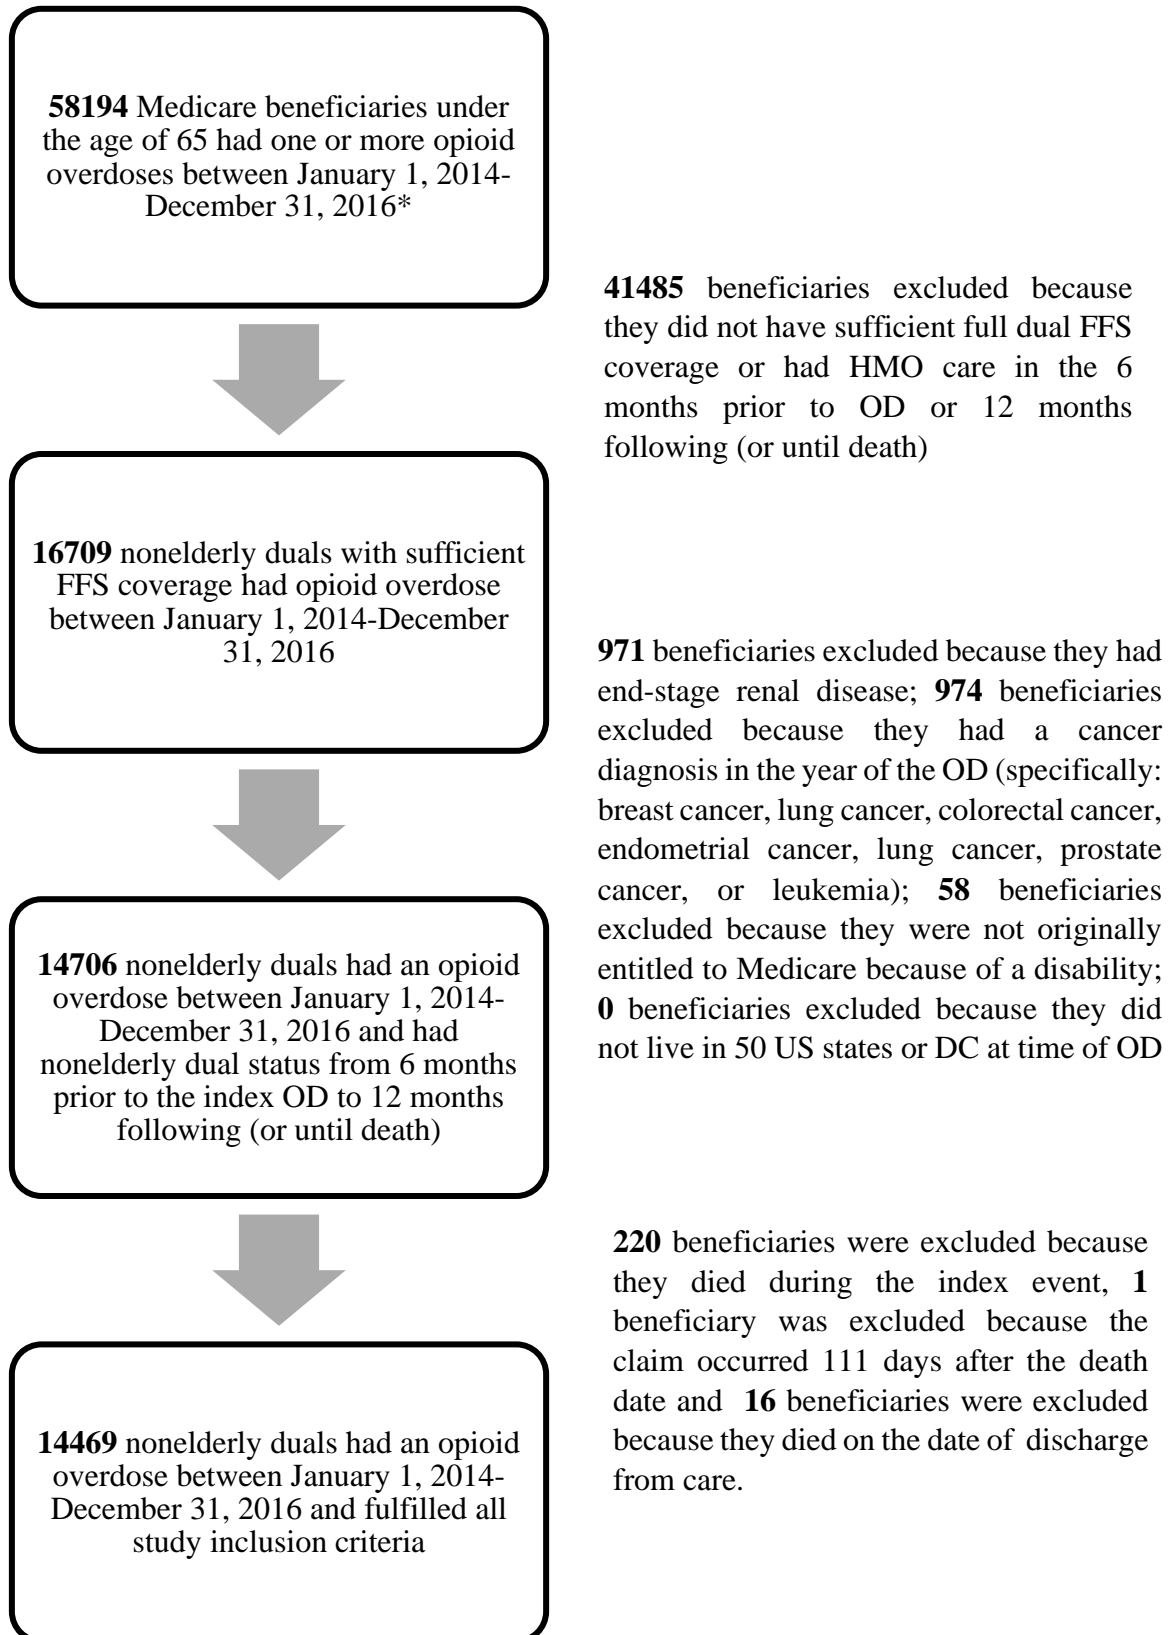 58194 Medicare beneficiaries under
the age of 65 had one or more opioid
overdoses between January 1, 2014-
December 31, 2016*
41485 beneficiaries excluded because
they did not have sufficient full dual FFS
coverage or had HMO care in the 6
months prior to OD or 12 months
following (or until death)
16709 nonelderly duals with sufficient
FFS coverage had opioid overdose
between January 1, 2014-December
31, 2016
971 beneficiaries excluded because they had
end-stage renal disease; 974 beneficiaries
excluded because they had a cancer
diagnosis in the year of the OD (specifically:
breast cancer, lung cancer, colorectal cancer,
endometrial cancer, lung cancer, prostate
cancer, or leukemia); 58 beneficiaries
excluded because they were not originally
entitled to Medicare because of a disability;
0 beneficiaries excluded because they did
not live in 50 US states or DC at time of OD
14706 nonelderly duals had an opioid
overdose between January 1, 2014-
December 31, 2016 and had
nonelderly dual status from 6 months
prior to the index OD to 12 months
following (or until death)
220 beneficiaries were excluded because
they died during the index event, 1
beneficiary was excluded because the
claim occurred 111 days after the death
date and 16 beneficiaries were excluded
because they died on the date of discharge
from care.
14469 nonelderly duals had an opioid
overdose between January 1, 2014-
December 31, 2016 and fulfilled all
study inclusion criteria